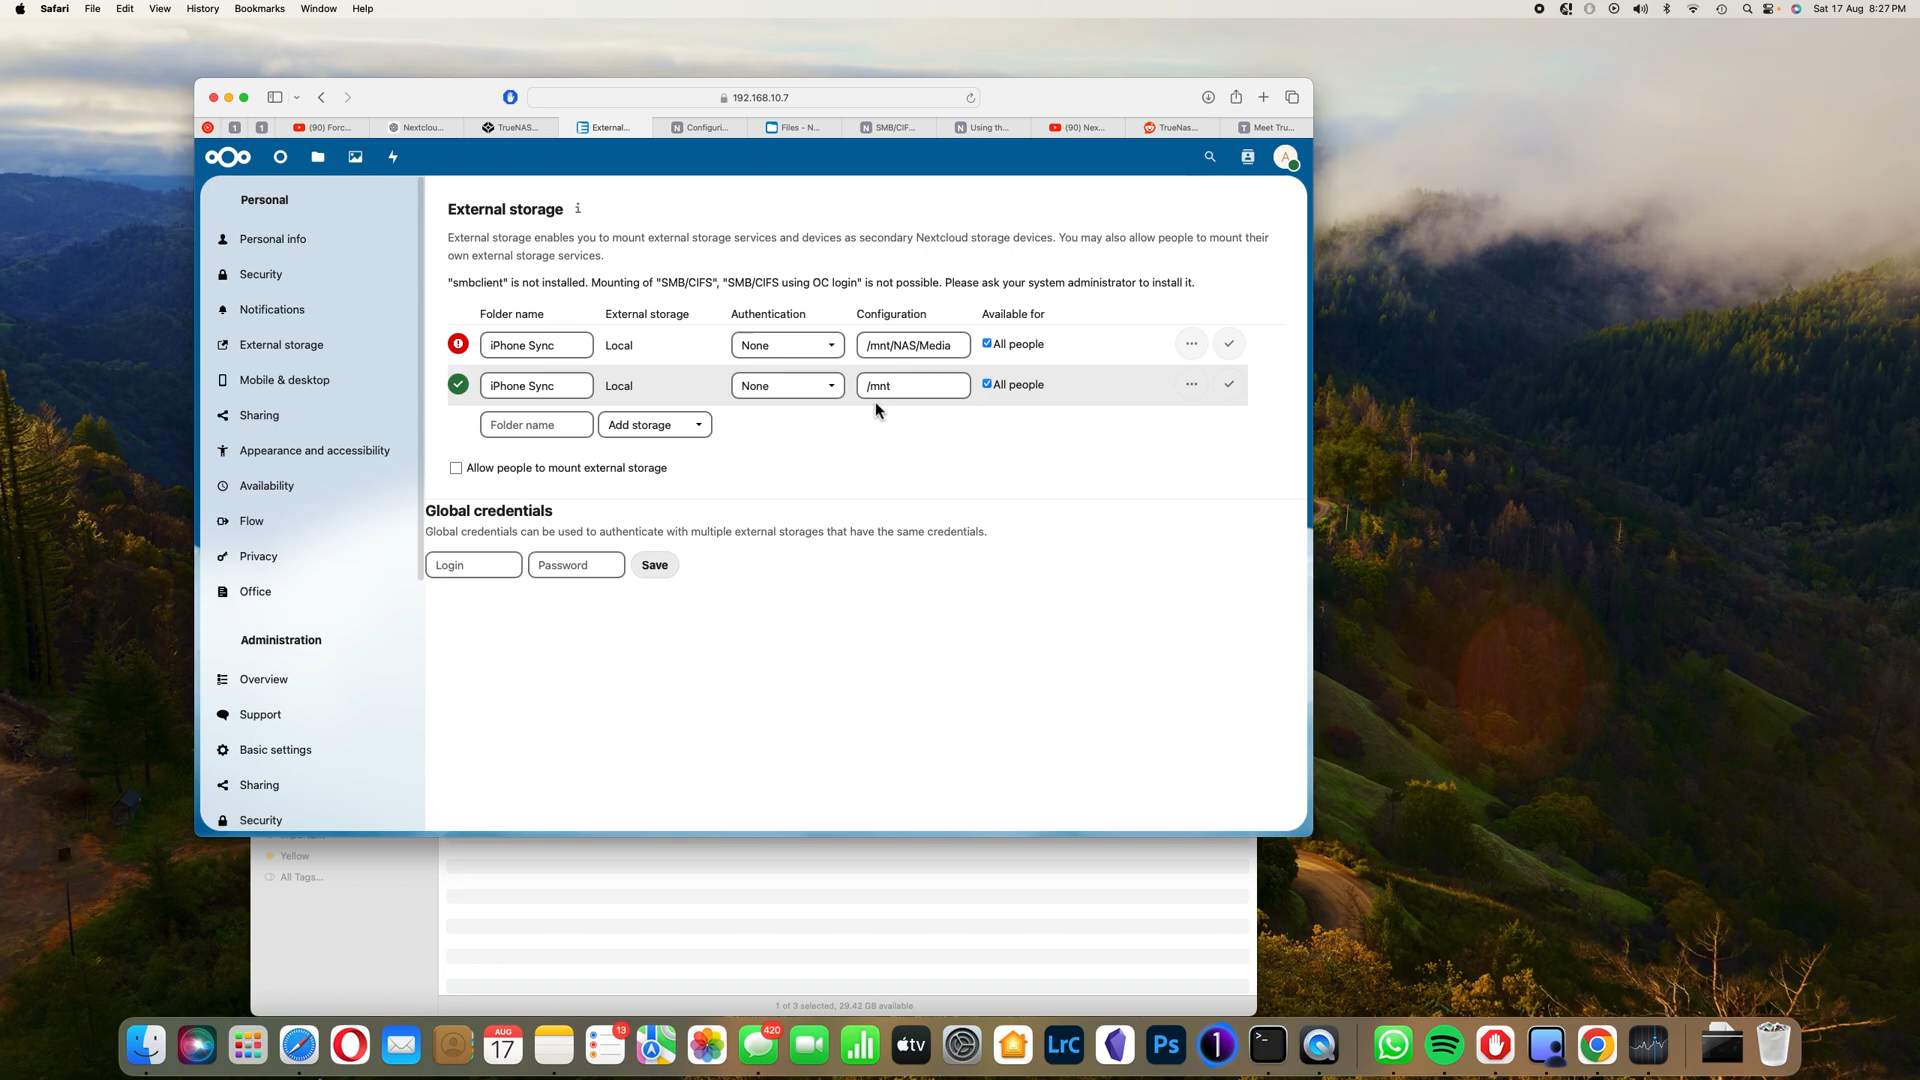 Safari File Edit View History Bookmarks Window Help
Sat 17 Aug 8:27 PM
192.168.10.7
1
1
(90) Forc...
Nextclou...
TrueNAS...
External...
Configuri...
Files - N...
SMB/CIF...
Using th...
(90) Nex...
TrueNas...
Meet Tru...
A
Personal
Personal info
Security
Notifications
External storage
Mobile & desktop
Sharing
Appearance and accessibility
Availability
Flow
Privacy
Office
Administration
Overview
Support
Basic settings
Sharing
Security
External storage
External storage enables you to mount external storage services and devices as secondary Nextcloud storage devices. You may also allow people to mount their
own external storage services.
"smbclient" is not installed. Mounting of "SMB/CIFS", "SMB/CIFS using OC login" is not possible. Please ask your system administrator to install it.
Folder name External storage Authentication Configuration Available for
iPhone Sync Local None /mnt/NAS/Media All people
iPhone Sync Local None /mnt All people
Folder name Add storage
Allow people to mount external storage
Global credentials
Global credentials can be used to authenticate with multiple external storages that have the same credentials.
Login Password Save
Yellow
All Tags...
1 of 3 selected, 29.42 GB available
AUG
17
13
420
tv
LrC
Ps
1